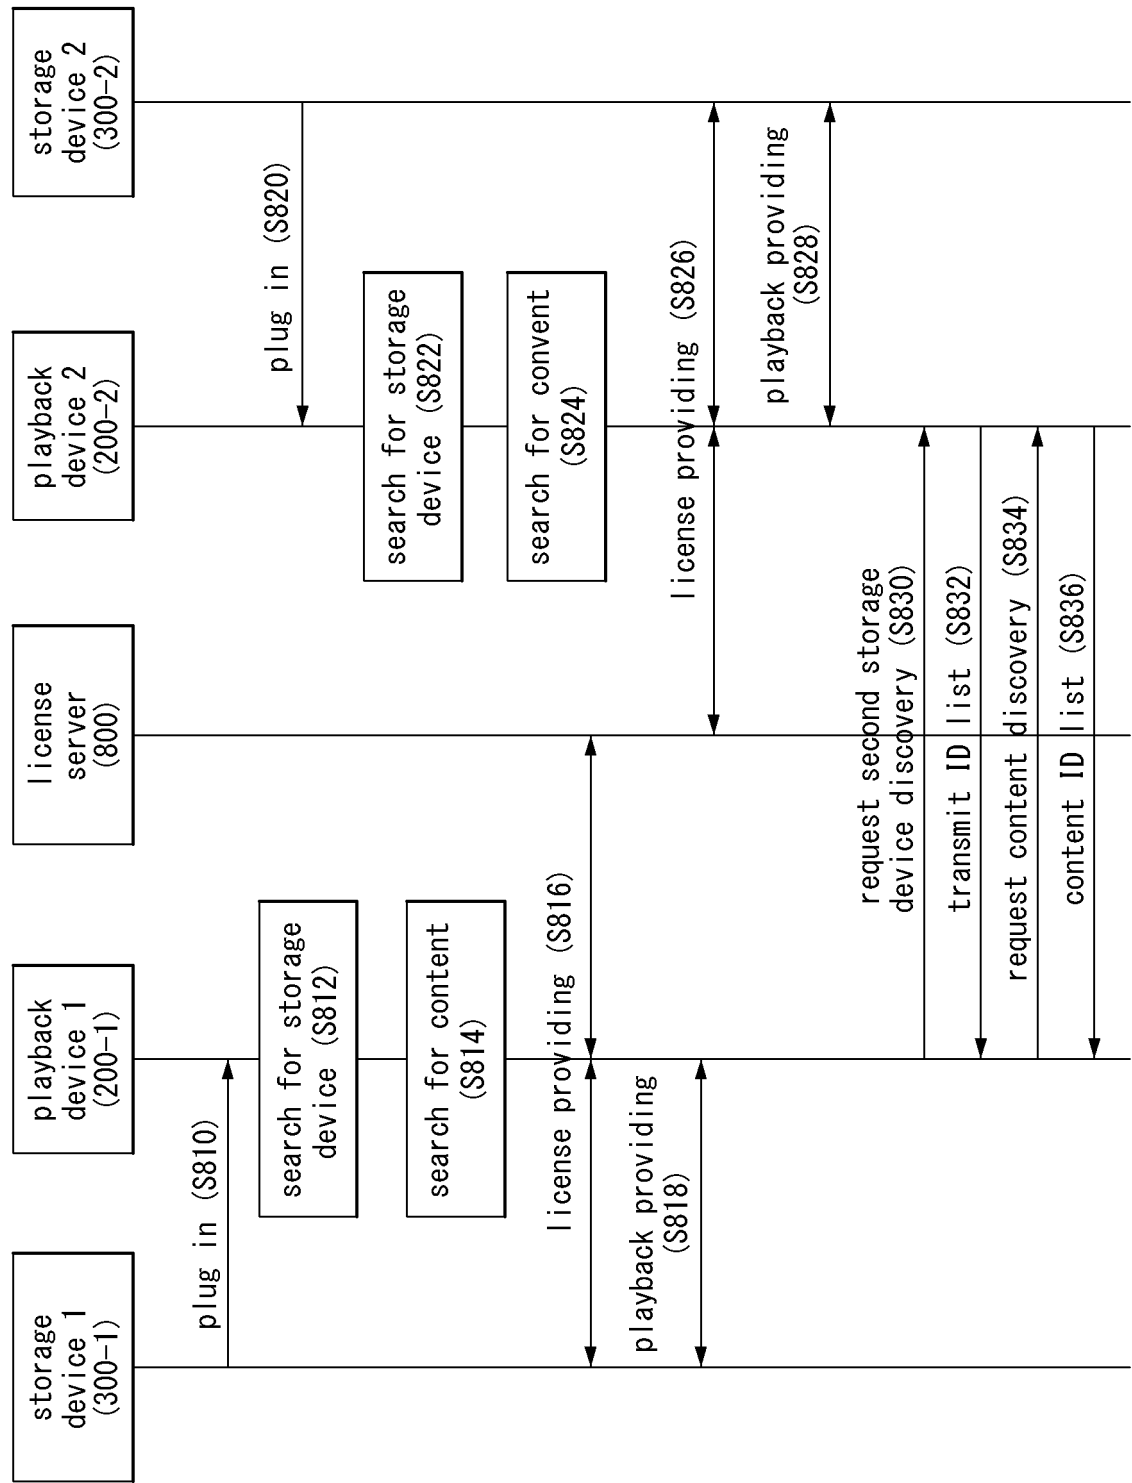 storage
device 1
(300-1)
playback
device 1
(200-1)
license
server
(800)
playback
device 2
(200-2)
storage
device 2
(300-2)
plug in (S810)
search for storage
device (S812)
search for content
(S814)
license providing (S816)
playback providing
(S818)
plug in (S820)
search for storage
device (S822)
search for convent
(S824)
license providing (S826)
playback providing
(S828)
request second storage
device discovery (S830)
transmit ID list (S832)
request content discovery (S834)
content ID list (S836)